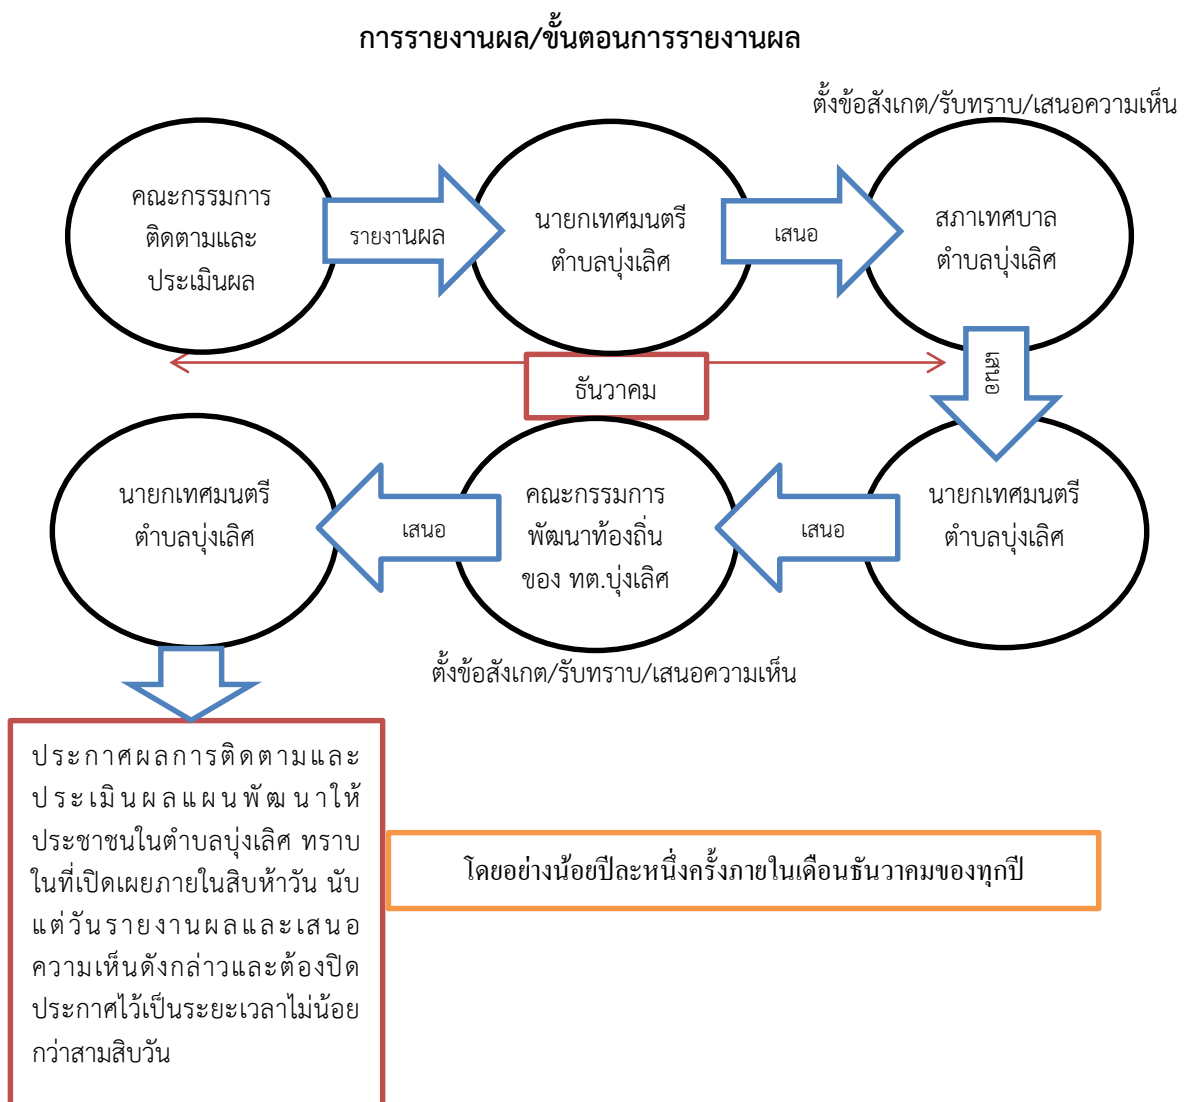 การรายงานผล/ขั้นตอนการรายงานผล
ตั้งข้อสังเกต/รับทราบ/เสนอความเห็น
คณะกรรมการ
ติดตามและ
ประเมินผล
รายงานผล
นายกเทศมนตรี
ตำบลบุ่งเลิศ
เสนอ
สภาเทศบาล
ตำบลบุ่งเลิศ
เสนอ
ธันวาคม
นายกเทศมนตรี
ตำบลบุ่งเลิศ
เสนอ
คณะกรรมการ
พัฒนาท้องถิ่น
ของ ทต.บุ่งเลิศ
เสนอ
นายกเทศมนตรี
ตำบลบุ่งเลิศ
ตั้งข้อสังเกต/รับทราบ/เสนอความเห็น
ประกาศผลการติดตามและ
ประเมินผลแผนพัฒนาให้
ประชาชนในตำบลบุ่งเลิศ ทราบ
ในที่เปิดเผยภายในสิบห้าวัน นับ
แต่วันรายงานผลและเสนอ
ความเห็นดังกล่าวและต้องปิด
ประกาศไว้เป็นระยะเวลาไม่น้อย
กว่าสามสิบวัน
โดยอย่างน้อยปีละหนึ่งครั้งภายในเดือนธันวาคมของทุกปี